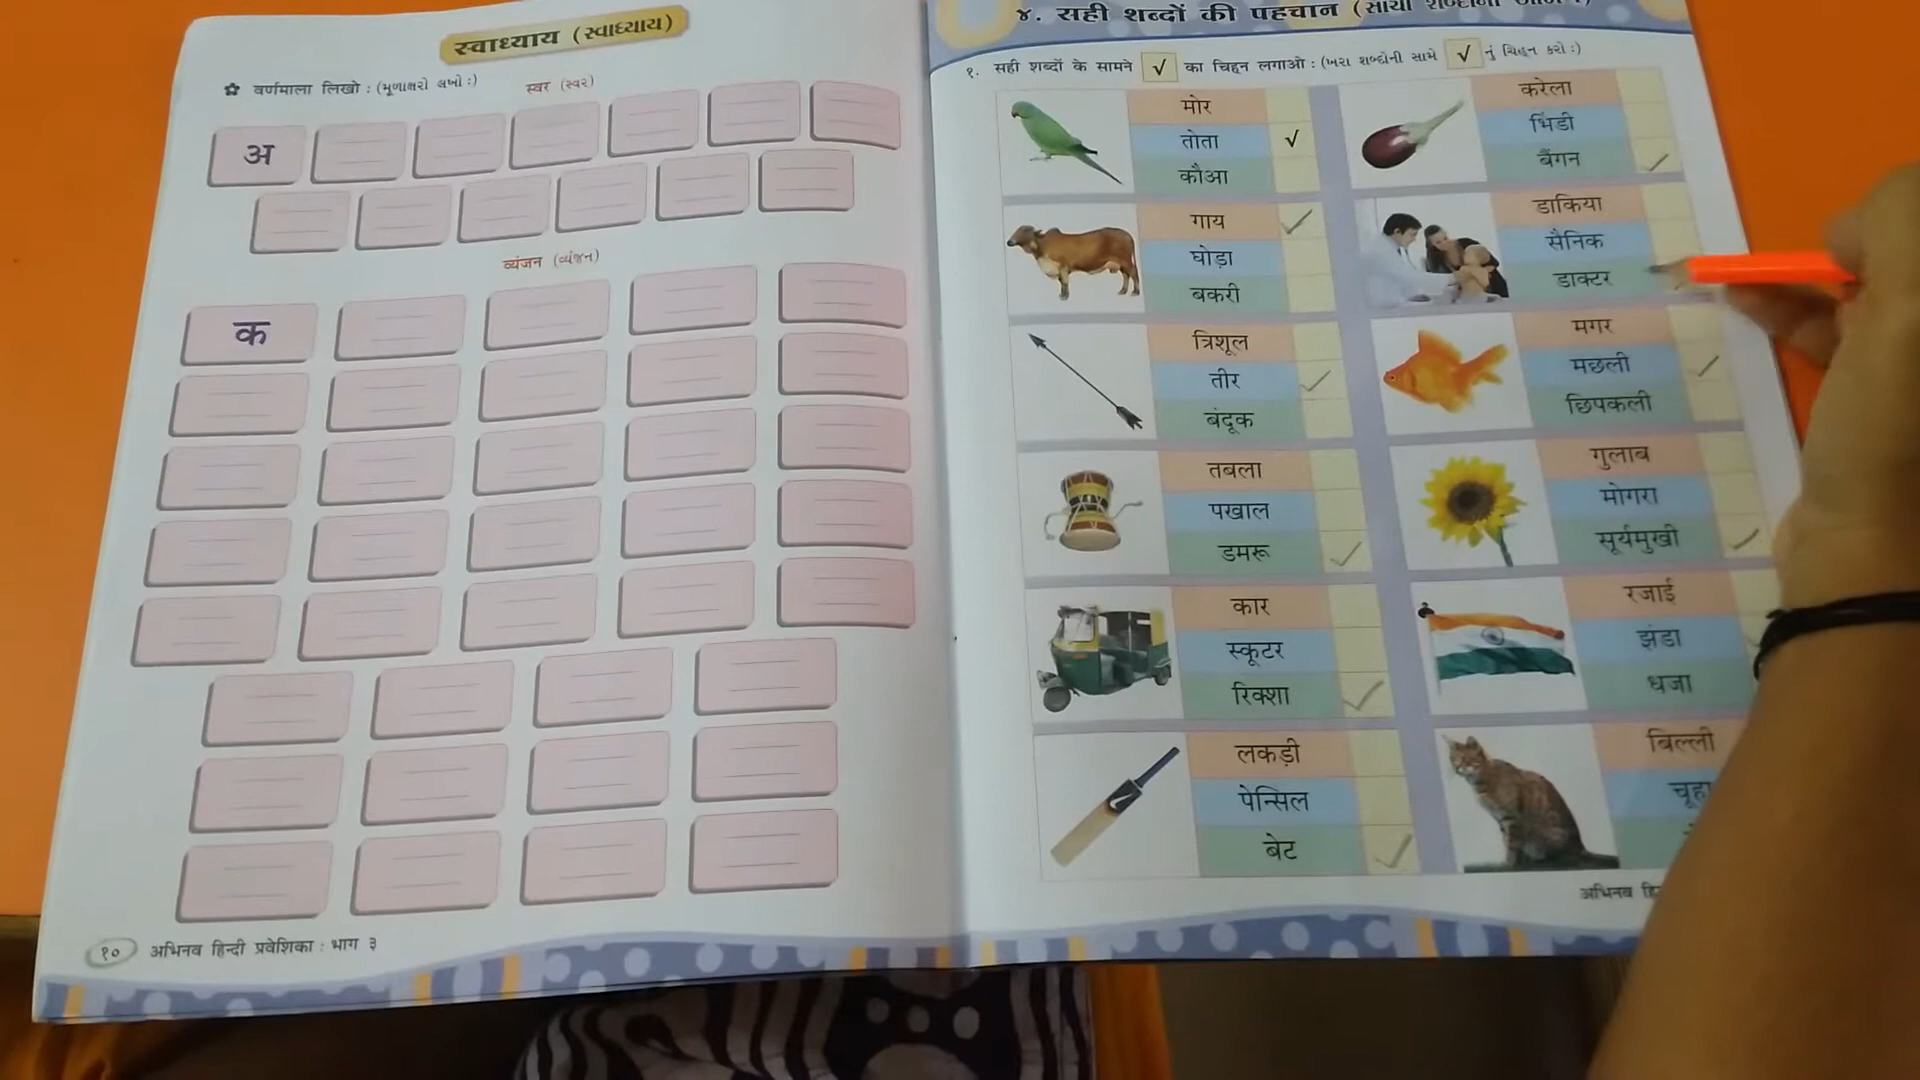 स्वाध्याय (સ્વાધ્યાય)
वर्णमाला लिखो : (મૂળાક્ષરો લખો :)
स्वर (સ્વર)
अ
व्यंजन (વ્યંજન)
क
१० अभिनव हिन्दी प्रवेशिका : भाग ३
४. सही शब्दों की पहचान
१. सही शब्दों के सामने √ का चिह्न लगाओ : (ખરા શબ્દોની સામે √ નું ચિહ્ન કરો :)
मोर
तोता √
कौआ
करेला
भिंडी
बैंगन ✓
गाय ✓
घोड़ा
बकरी
डाकिया
सैनिक
डाक्टर
त्रिशूल
तीर ✓
बंदूक
मगर
मछली ✓
छिपकली
तबला
पखाल
डमरू ✓
गुलाब
मोगरा
सूर्यमुखी ✓
कार
स्कूटर
रिक्शा ✓
रजाई
झंडा
धजा
लकड़ी
पेन्सिल
बेट ✓
बिल्ली
अभिनव